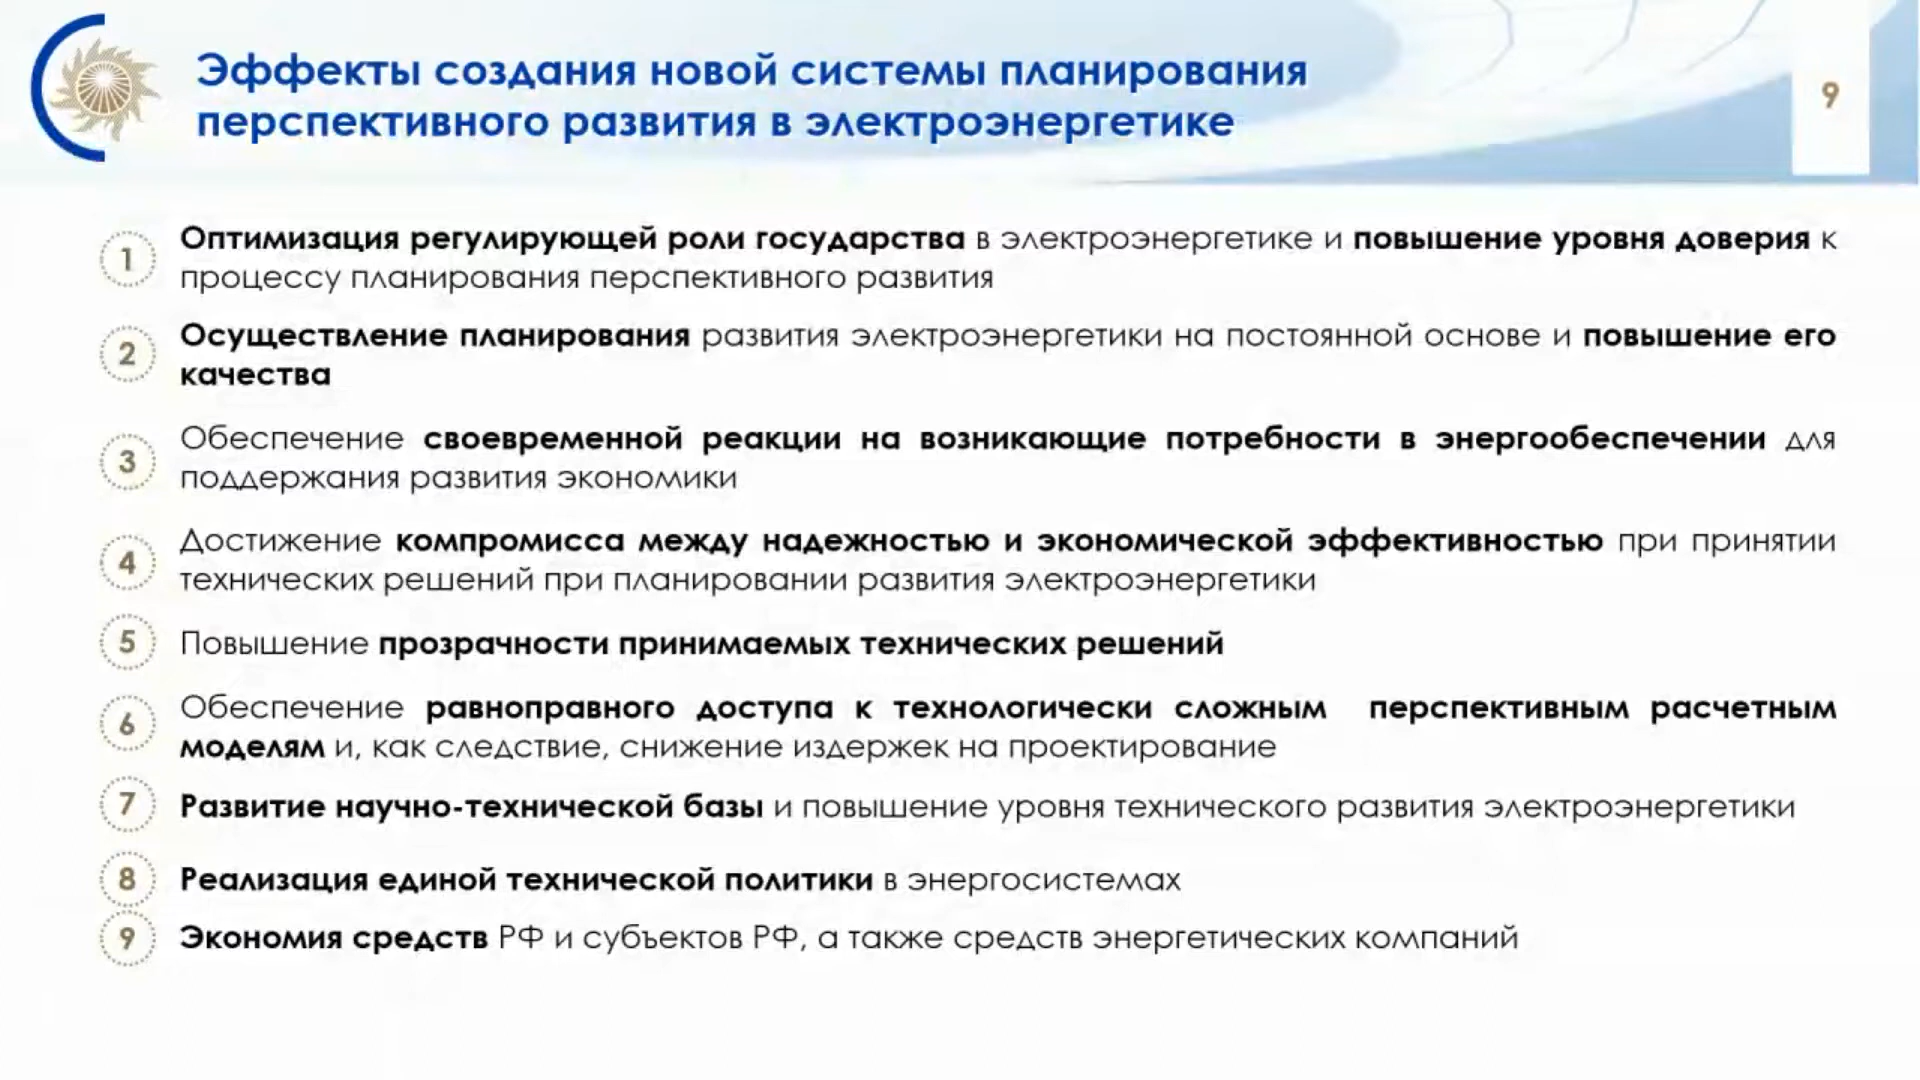 Эффекты создания новой системы планирования
перспективного развития в электроэнергетике
9
1
Оптимизация регулирующей роли государства в электроэнергетике и повышение уровня доверия к
процессу планирования перспективного развития
2
Осуществление планирования развития электроэнергетики на постоянной основе и повышение его
качества
3
Обеспечение своевременной реакции на возникающие потребности в энергообеспечении для
поддержания развития экономики
4
Достижение компромисса между надежностью и экономической эффективностью при принятии
технических решений при планировании развития электроэнергетики
5
Повышение прозрачности принимаемых технических решений
6
Обеспечение равноправного доступа к технологически сложным перспективным расчетным
моделям и, как следствие, снижение издержек на проектирование
7
Развитие научно-технической базы и повышение уровня технического развития электроэнергетики
8
Реализация единой технической политики в энергосистемах
9
Экономия средств РФ и субъектов РФ, а также средств энергетических компаний